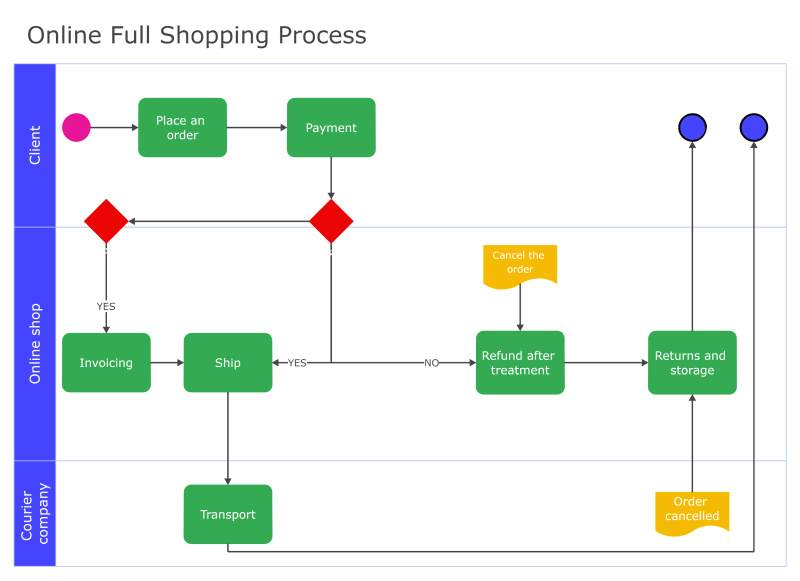 Online Full Shopping Process
Client
Place an
order
Payment
Online shop
Cancel the
order
YES
Invoicing
Ship
YES
NO
Refund after
treatment
Returns and
storage
Courier
company
Transport
Order
cancelled